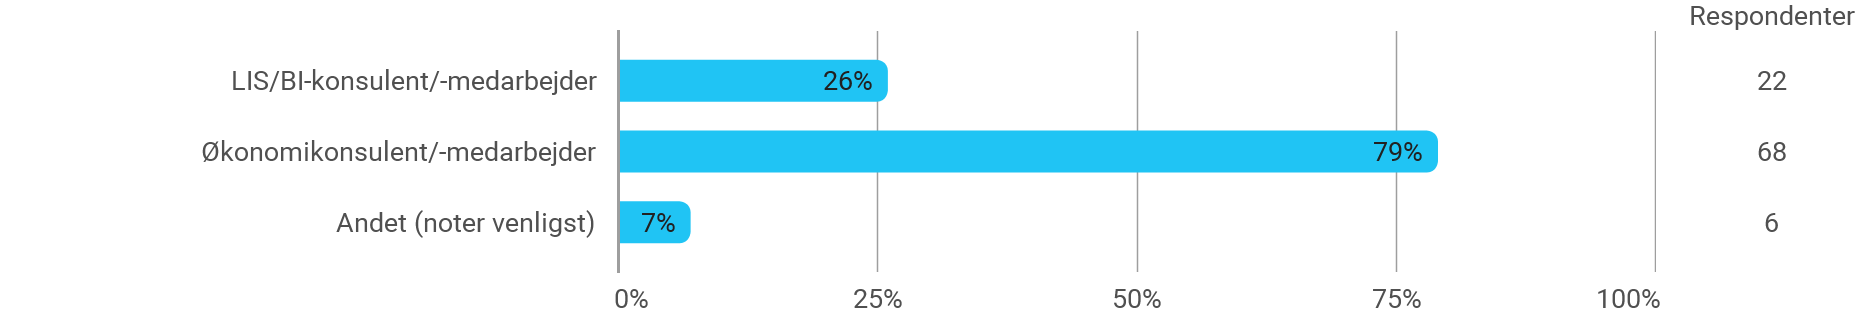 Respondenter
LIS/BI-konsulent/-medarbejder 26% 22
Økonomikonsulent/-medarbejder 79% 68
Andet (noter venligst) 7% 6
0% 25% 50% 75% 100%